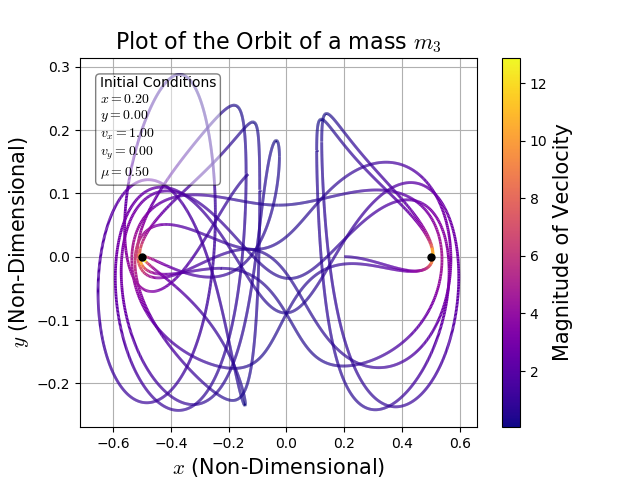 Plot of the Orbit of a mass m₃
Initial Conditions
x = 0.20
y = 0.00
vₓ = 1.00
v_y = 0.00
μ = 0.50
0.3
0.2
0.1
0.0
−0.1
−0.2
y (Non-Dimensional)
−0.6 −0.4 −0.2 0.0 0.2 0.4 0.6
x (Non-Dimensional)
12
10
8
6
4
2
Magnitude of Veclocity